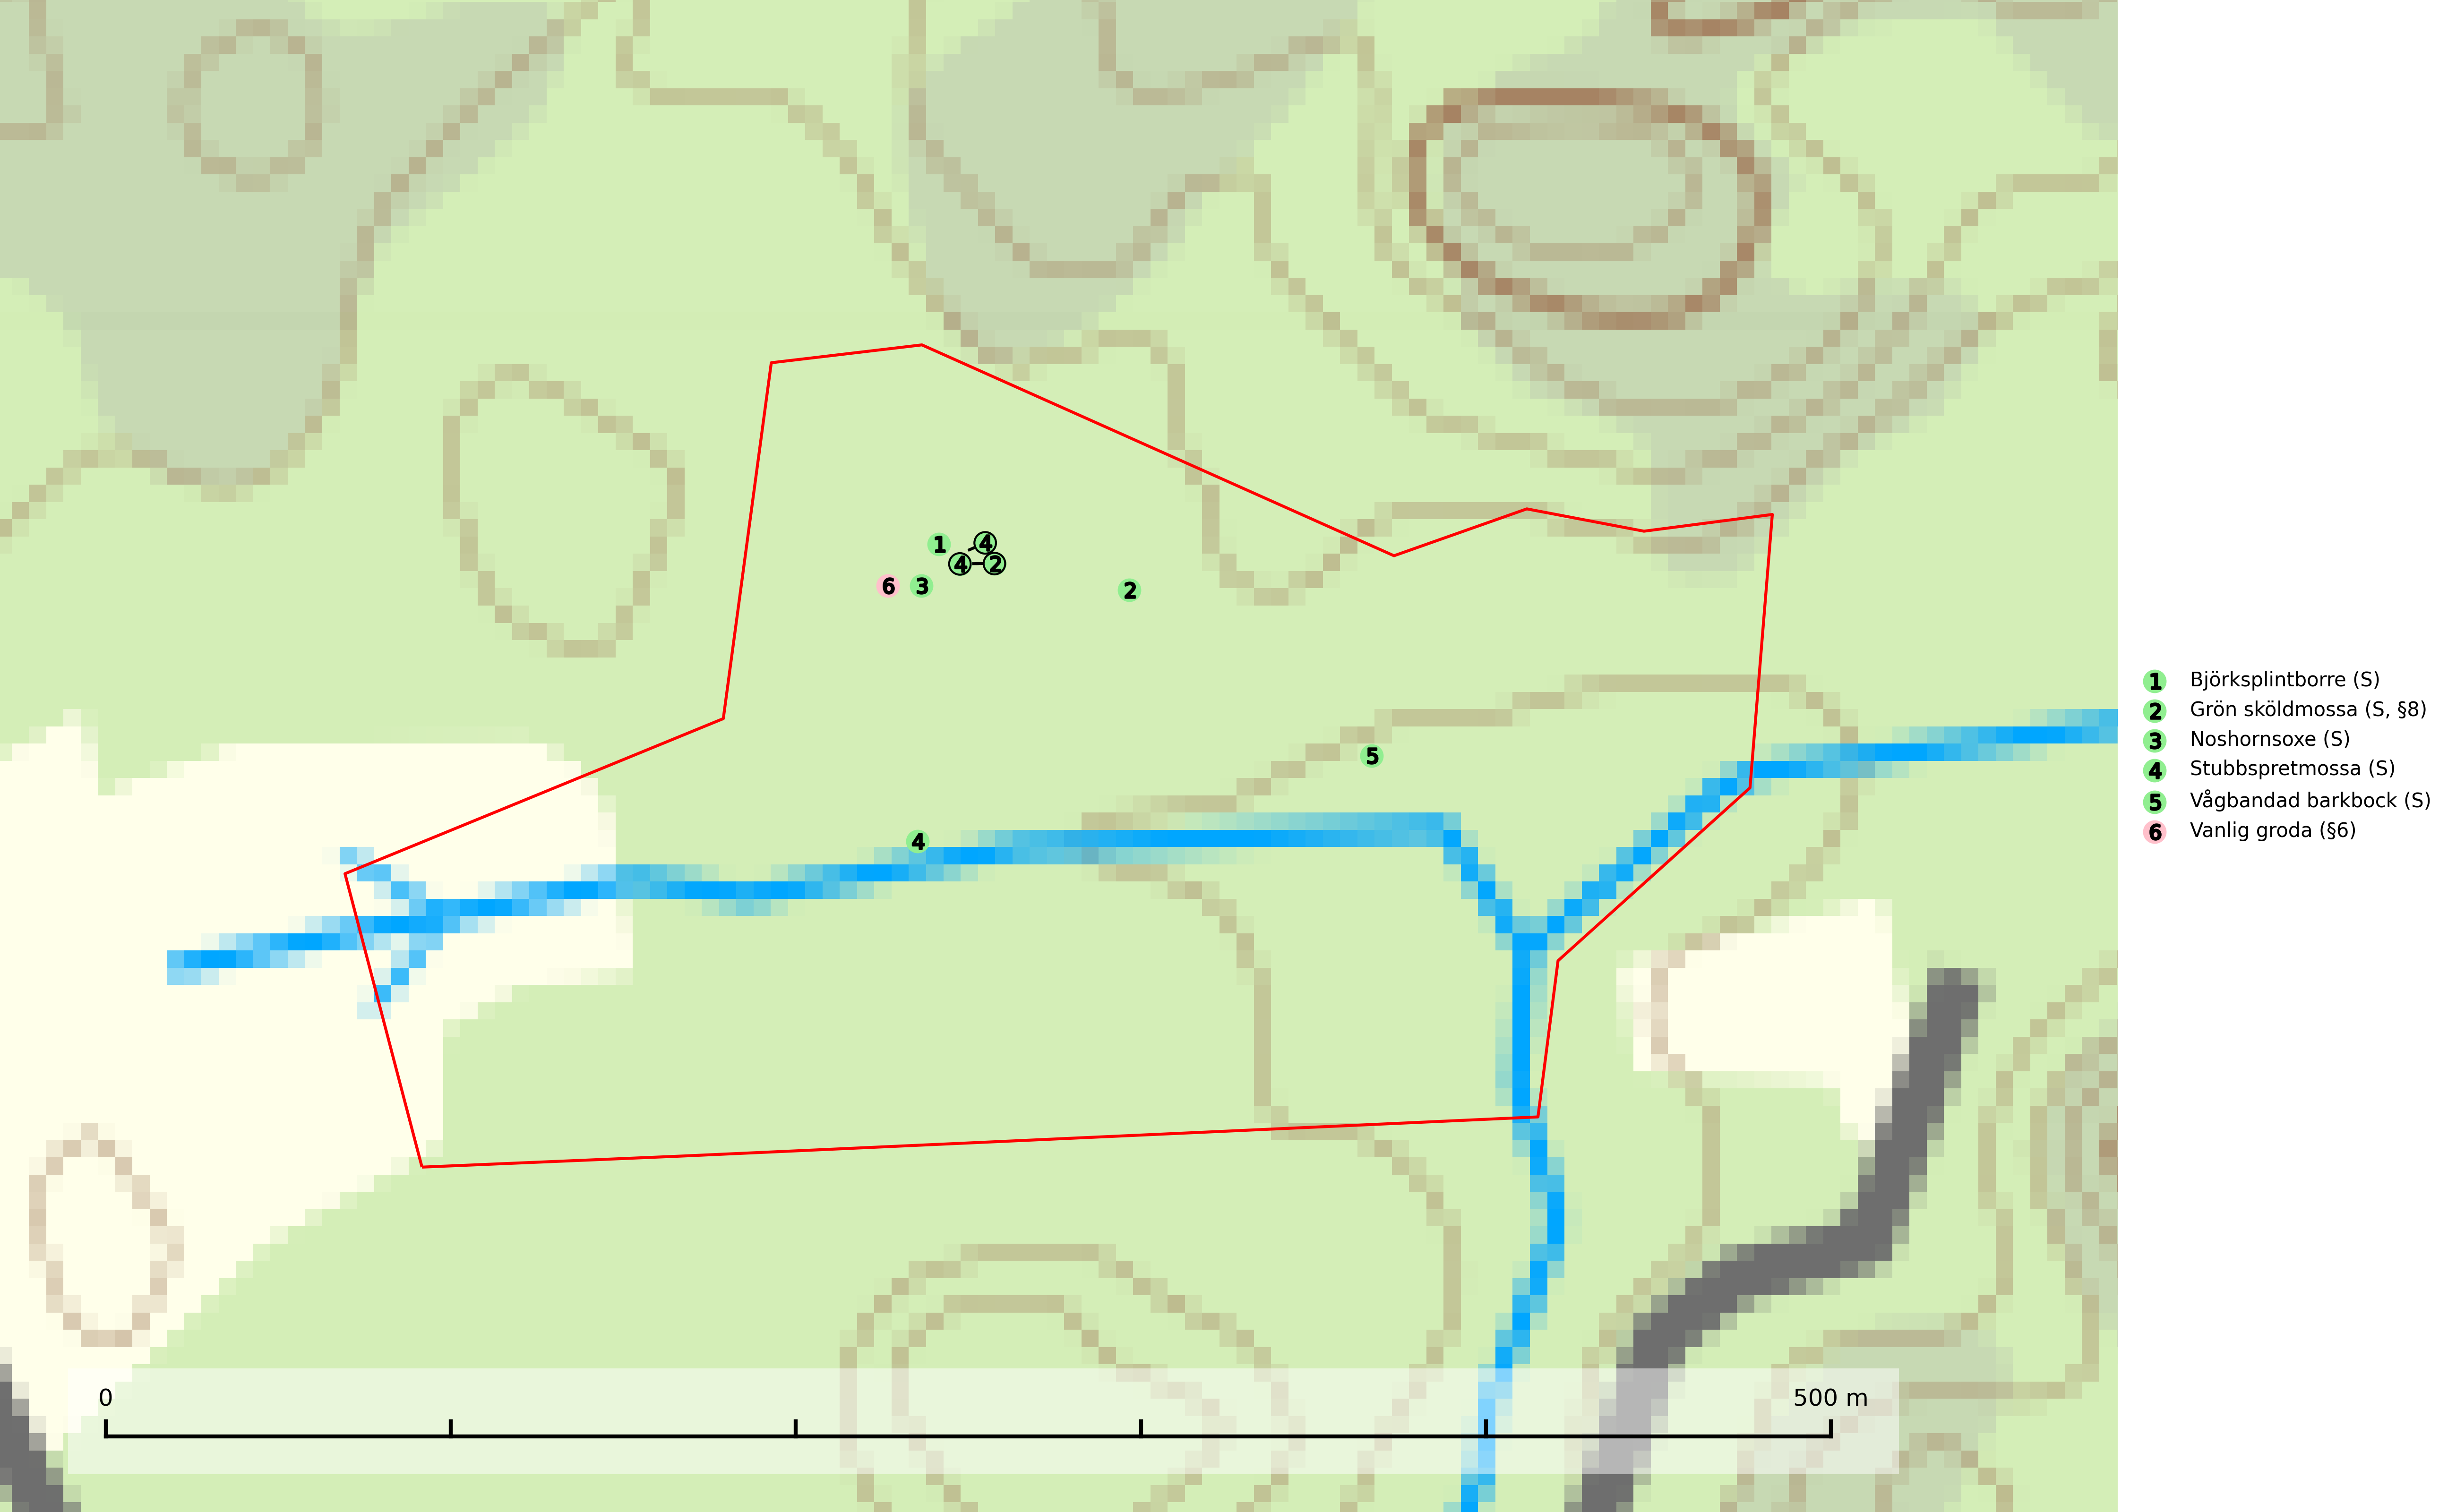 1
4
4
2
6
3
2
5
4
1 Björksplintborre (S)
2 Grön sköldmossa (S, §8)
3 Noshornsoxe (S)
4 Stubbspretmossa (S)
5 Vågbandad barkbock (S)
6 Vanlig groda (§6)
0 500 m